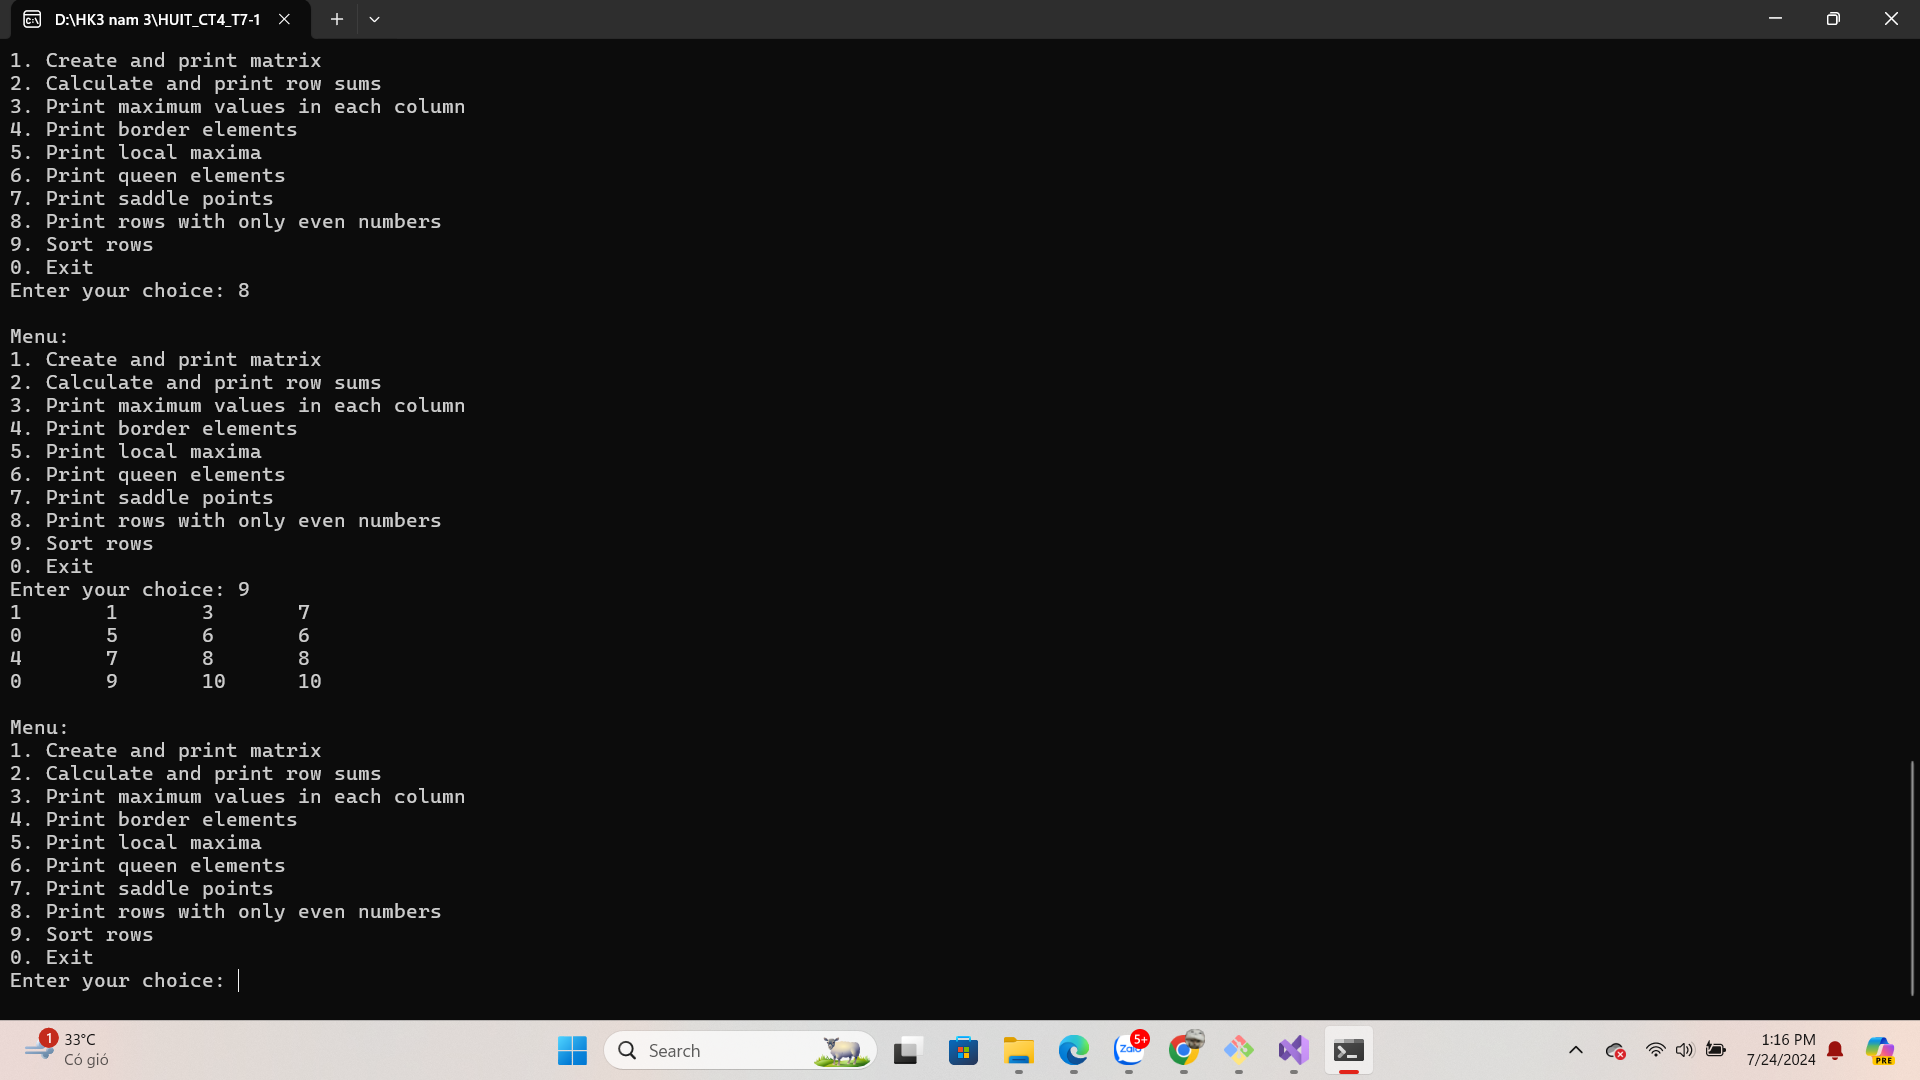 D:\HK3 nam 3\HUIT_CT4_T7-1
1. Create and print matrix
2. Calculate and print row sums
3. Print maximum values in each column
4. Print border elements
5. Print local maxima
6. Print queen elements
7. Print saddle points
8. Print rows with only even numbers
9. Sort rows
0. Exit
Enter your choice: 8
Menu:
1. Create and print matrix
2. Calculate and print row sums
3. Print maximum values in each column
4. Print border elements
5. Print local maxima
6. Print queen elements
7. Print saddle points
8. Print rows with only even numbers
9. Sort rows
0. Exit
Enter your choice: 9
1 1 3 7
0 5 6 6
4 7 8 8
0 9 10 10
Menu:
1. Create and print matrix
2. Calculate and print row sums
3. Print maximum values in each column
4. Print border elements
5. Print local maxima
6. Print queen elements
7. Print saddle points
8. Print rows with only even numbers
9. Sort rows
0. Exit
Enter your choice:
1
33°C
Có gió
Search
Zalo
5+
1:16 PM
7/24/2024
PRE